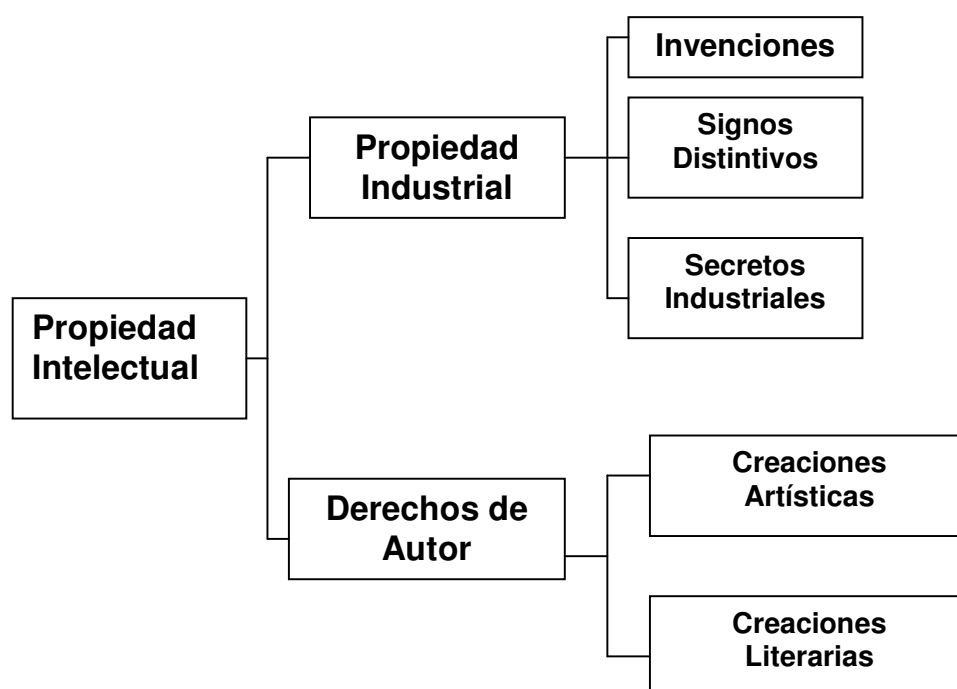 Propiedad
Intelectual
Propiedad
Industrial
Invenciones
Signos
Distintivos
Secretos
Industriales
Derechos de
Autor
Creaciones
Artísticas
Creaciones
Literarias